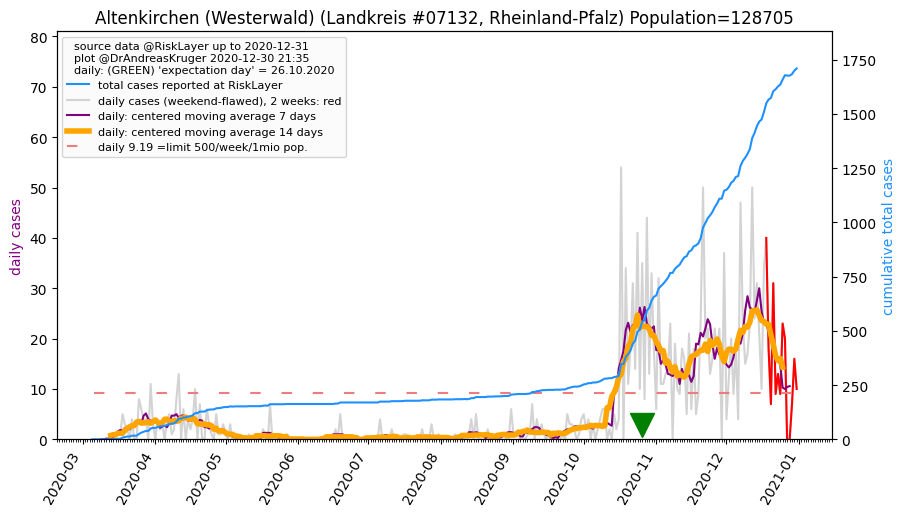 Altenkirchen (Westerwald) (Landkreis #07132, Rheinland-Pfalz) Population=128705
source data @RiskLayer up to 2020-12-31
plot @DrAndreasKruger 2020-12-30 21:35
daily: (GREEN) 'expectation day' = 26.10.2020
total cases reported at RiskLayer
daily cases (weekend-flawed), 2 weeks: red
daily: centered moving average 7 days
daily: centered moving average 14 days
daily 9.19 =limit 500/week/1mio pop.
daily cases
80
70
60
50
40
30
20
10
0
cumulative total cases
1750
1500
1250
1000
750
500
250
0
2020-03
2020-04
2020-05
2020-06
2020-07
2020-08
2020-09
2020-10
2020-11
2020-12
2021-01